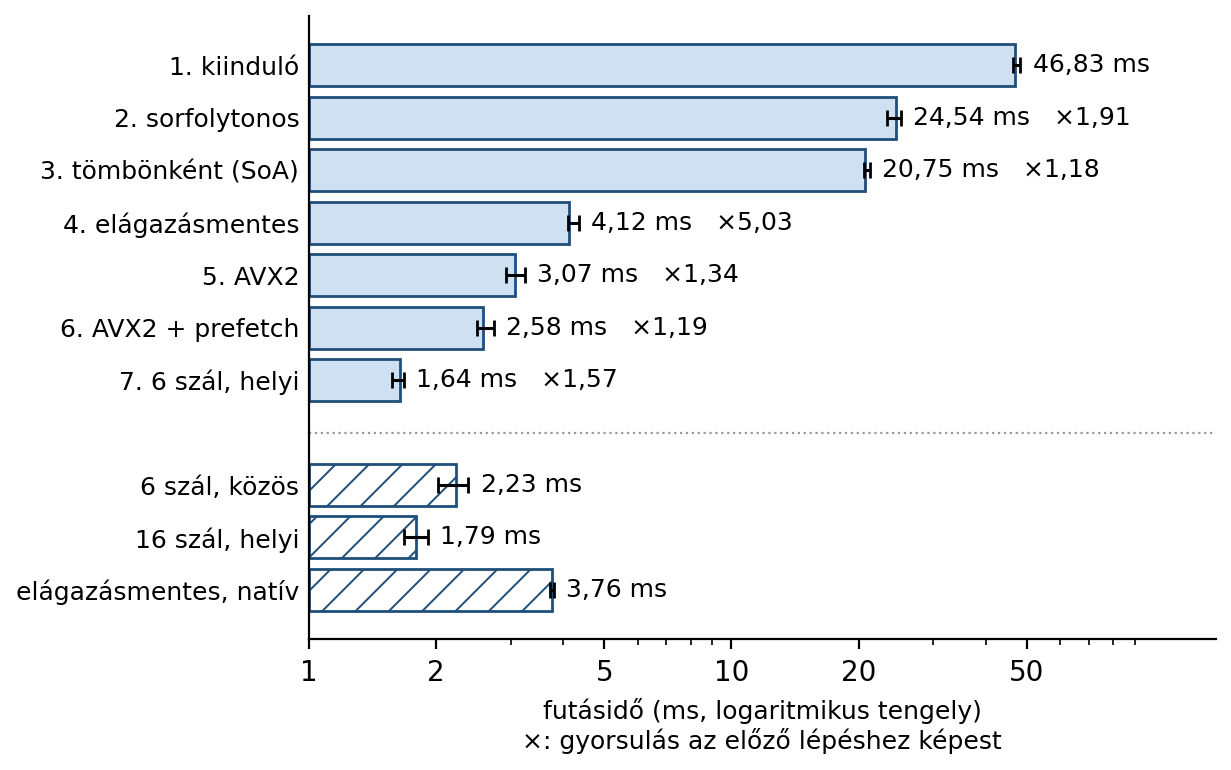 1. kiinduló 46,83 ms
2. sorfolytonos 24,54 ms ×1,91
3. tömbönként (SoA) 20,75 ms ×1,18
4. elágazásmentes 4,12 ms ×5,03
5. AVX2 3,07 ms ×1,34
6. AVX2 + prefetch 2,58 ms ×1,19
7. 6 szál, helyi 1,64 ms ×1,57
6 szál, közös 2,23 ms
16 szál, helyi 1,79 ms
elágazásmentes, natív 3,76 ms
1 2 5 10 20 50
futásidő (ms, logaritmikus tengely)
×: gyorsulás az előző lépéshez képest